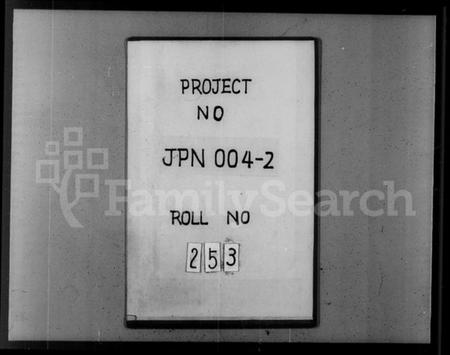 PROJECT
NO
JPN 004-2
FamilySearch
ROLL NO
253